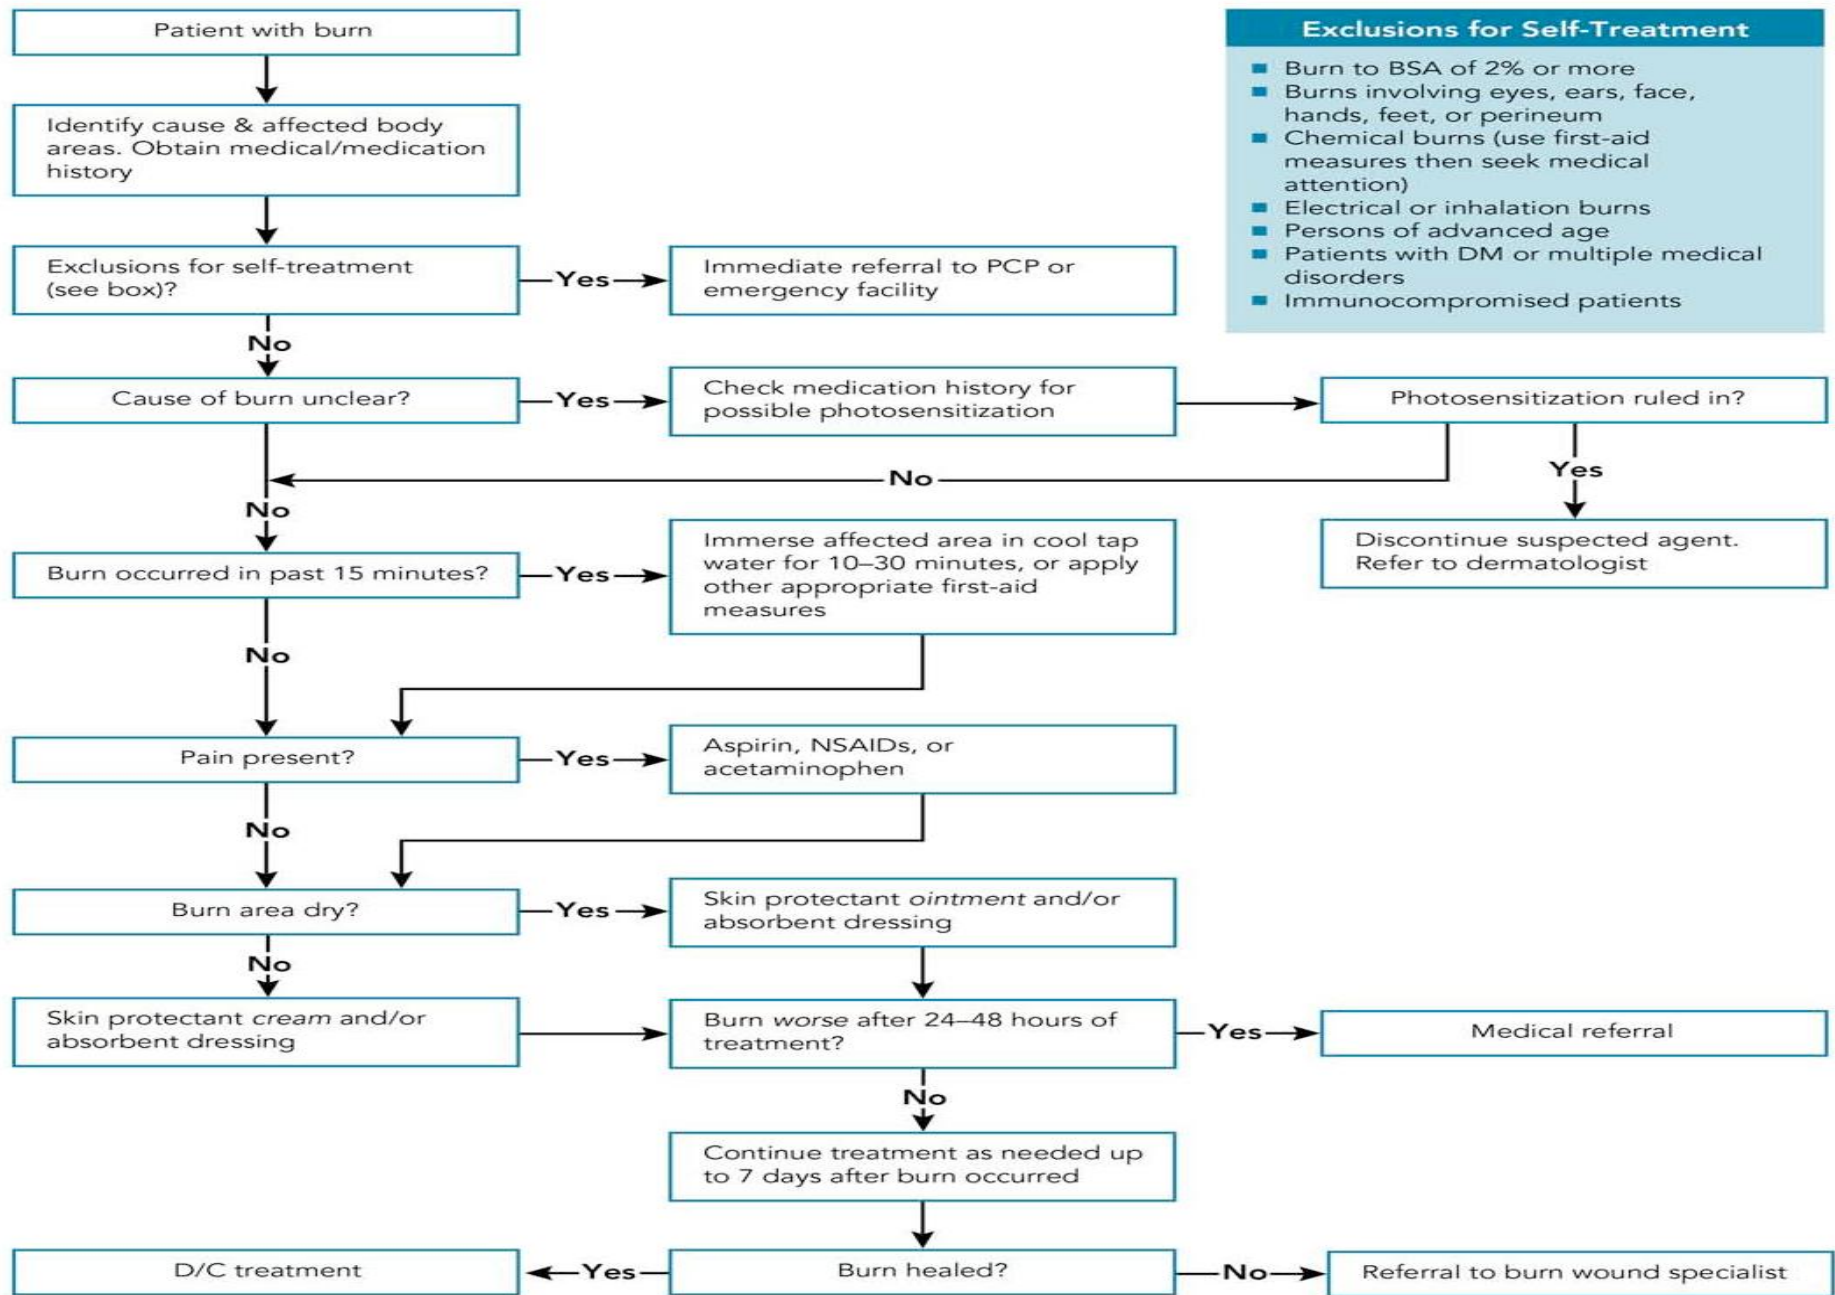 Patient with burn
Identify cause & affected body
areas. Obtain medical/medication
history
Exclusions for self-treatment
(see box)?
Yes
Immediate referral to PCP or
emergency facility
Exclusions for Self-Treatment
Burn to BSA of 2% or more
Burns involving eyes, ears, face,
hands, feet, or perineum
Chemical burns (use first-aid
measures then seek medical
attention)
Electrical or inhalation burns
Persons of advanced age
Patients with DM or multiple medical
disorders
Immunocompromised patients
No
Cause of burn unclear?
Yes
Check medication history for
possible photosensitization
Photosensitization ruled in?
No
Yes
Discontinue suspected agent.
Refer to dermatologist
No
Burn occurred in past 15 minutes?
Yes
Immerse affected area in cool tap
water for 10–30 minutes, or apply
other appropriate first-aid
measures
No
Pain present?
Yes
Aspirin, NSAIDs, or
acetaminophen
No
Burn area dry?
Yes
Skin protectant ointment and/or
absorbent dressing
No
Skin protectant cream and/or
absorbent dressing
Burn worse after 24–48 hours of
treatment?
Yes
Medical referral
No
Continue treatment as needed up
to 7 days after burn occurred
Burn healed?
Yes
D/C treatment
No
Referral to burn wound specialist